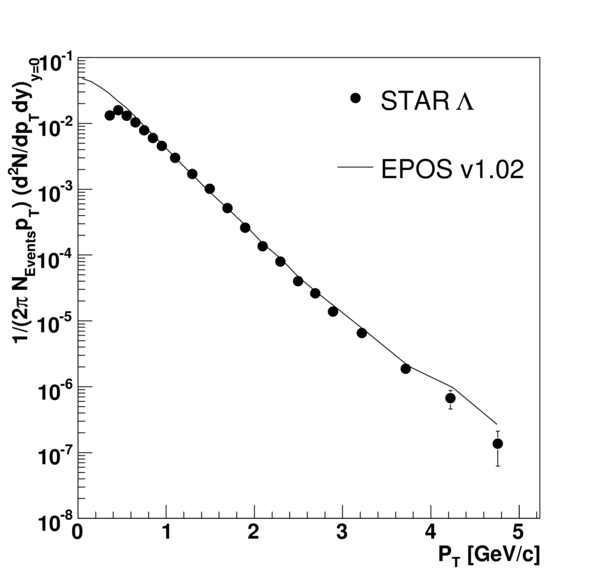 1/(2π N_Events p_T) (d²N/dp_T dy)_y=0
10⁻¹
10⁻²
10⁻³
10⁻⁴
10⁻⁵
10⁻⁶
10⁻⁷
10⁻⁸
STAR Λ
EPOS v1.02
0 1 2 3 4 5
P_T [GeV/c]